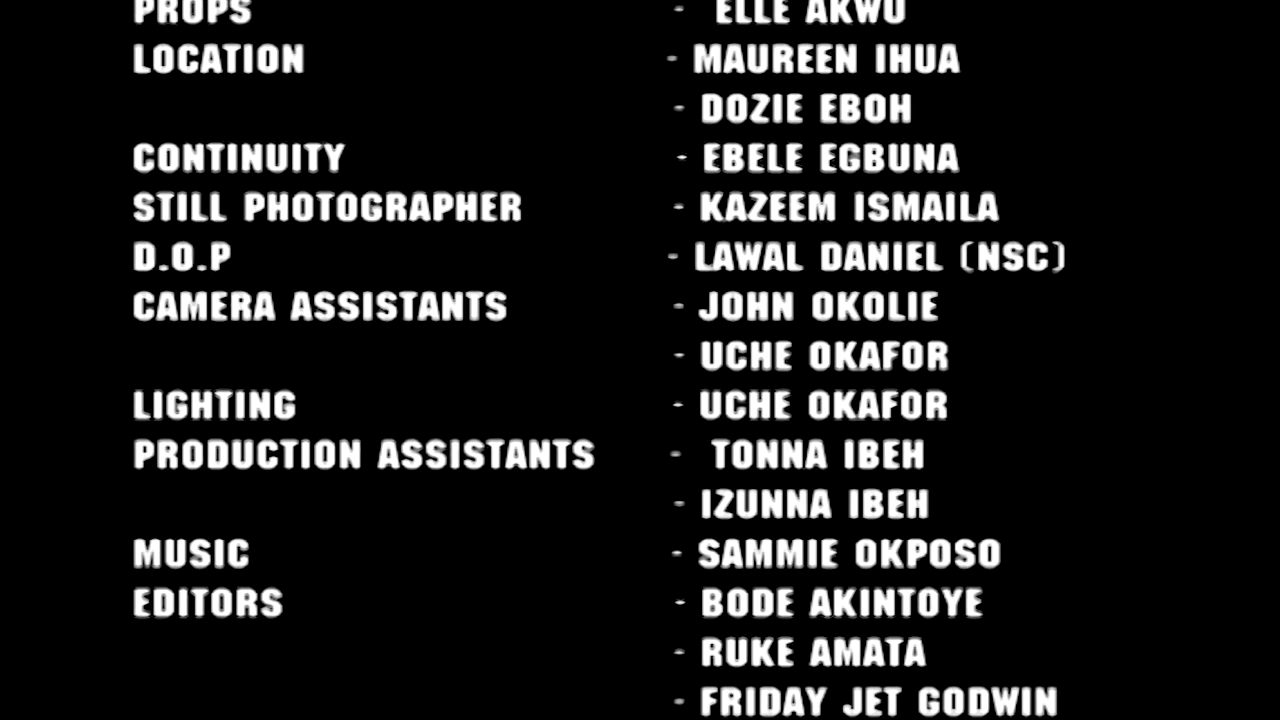 PROPS - ELLE AKWU
LOCATION - MAUREEN IHUA
- DOZIE EBOH
CONTINUITY - EBELE EGBUNA
STILL PHOTOGRAPHER - KAZEEM ISMAILA
D.O.P - LAWAL DANIEL (NSC)
CAMERA ASSISTANTS - JOHN OKOLIE
- UCHE OKAFOR
LIGHTING - UCHE OKAFOR
PRODUCTION ASSISTANTS - TONNA IBEH
- IZUNNA IBEH
MUSIC - SAMMIE OKPOSO
EDITORS - BODE AKINTOYE
- RUKE AMATA
- FRIDAY JET GODWIN